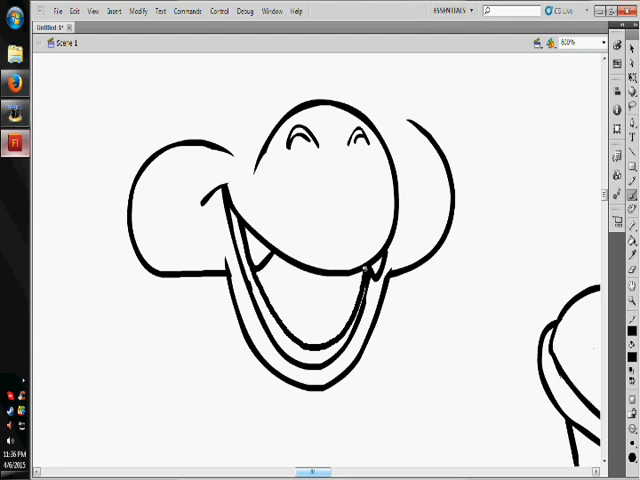 File Edit View Insert Modify Text Commands Control Debug Window Help
ESSENTIALS
CS Live
Untitled-1*
Scene 1
800%
Fl
T
11:36 PM
4/6/2015